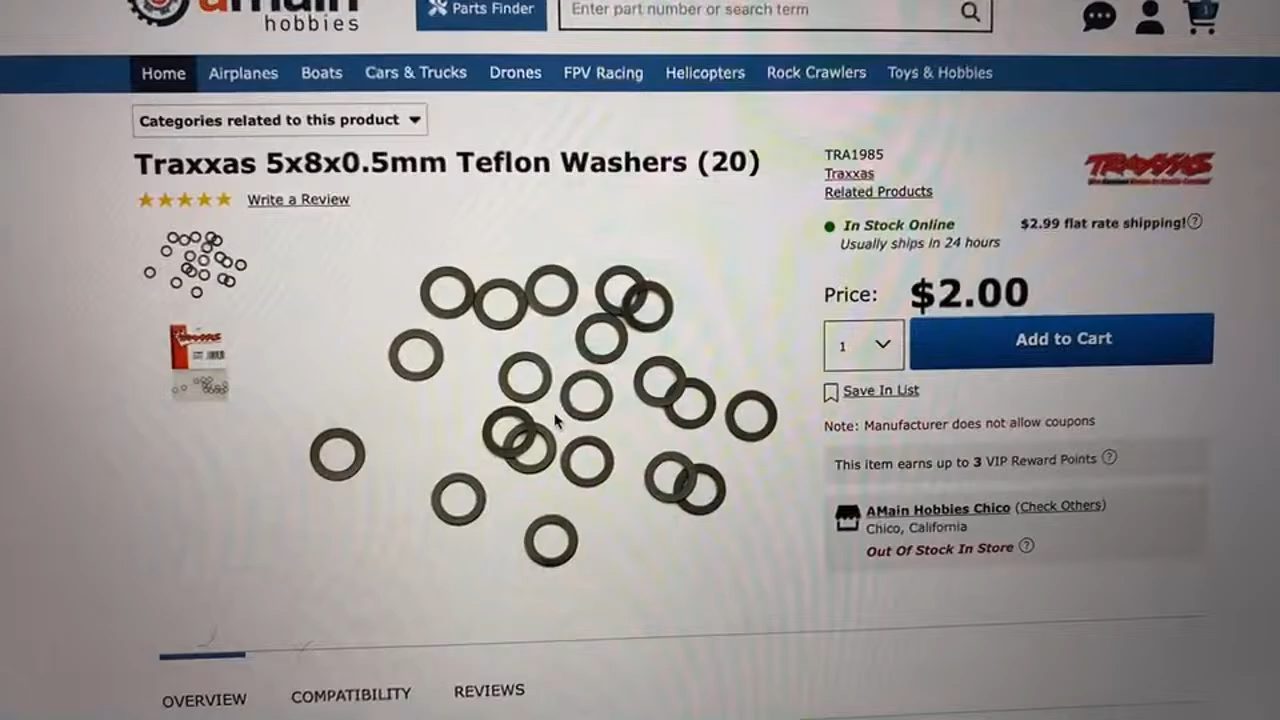 amain
hobbies
Parts Finder
Enter part number or search term
1
Home Airplanes Boats Cars & Trucks Drones FPV Racing Helicopters Rock Crawlers Toys & Hobbies
Categories related to this product
Traxxas 5x8x0.5mm Teflon Washers (20)
Write a Review
TRA1985
Traxxas
Related Products
TRAXXAS
In Stock Online
Usually ships in 24 hours
$2.99 flat rate shipping! ?
Price: $2.00
1
Add to Cart
Save In List
Note: Manufacturer does not allow coupons
This item earns up to 3 VIP Reward Points ?
AMain Hobbies Chico (Check Others)
Chico, California
Out Of Stock In Store ?
OVERVIEW COMPATIBILITY REVIEWS